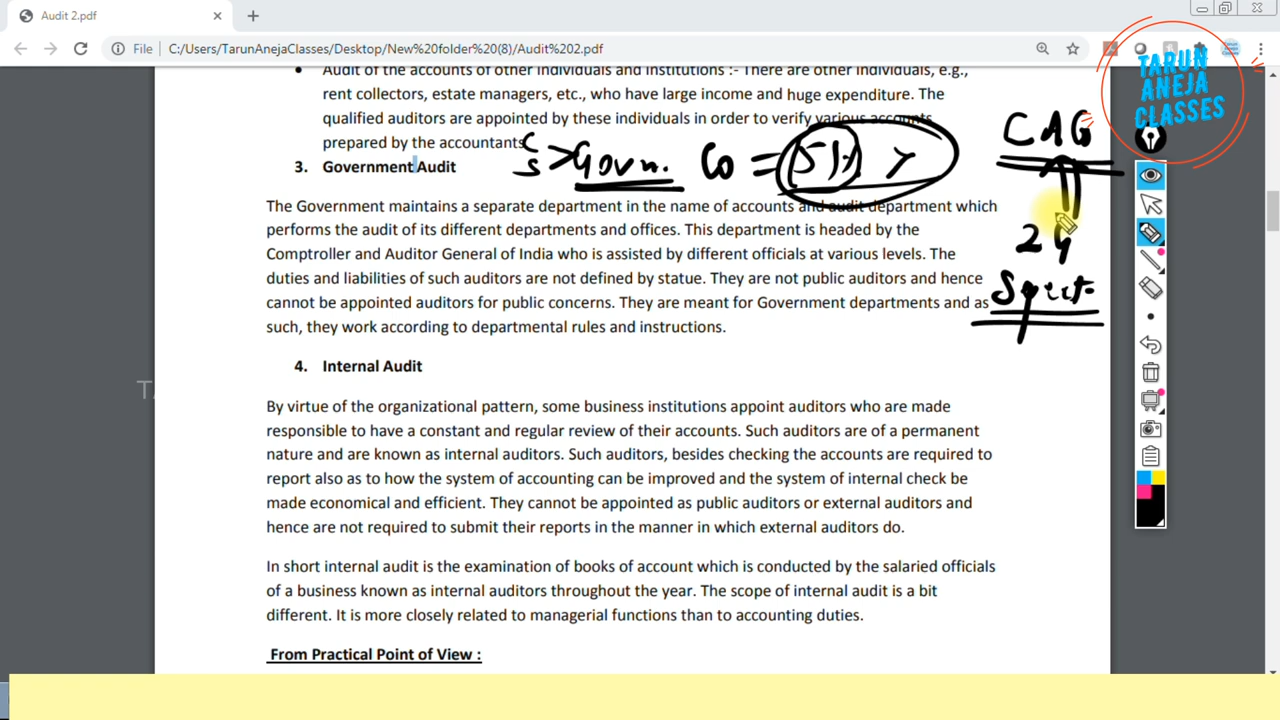 Audit 2.pdf
File C:/Users/TarunAnejaClasses/Desktop/New%20folder%20(8)/Audit%202.pdf
TARUN
ANEJA
CLASSES
Audit of the accounts of other individuals and institutions :- There are other individuals, e.g.,
rent collectors, estate managers, etc., who have large income and huge expenditure. The
qualified auditors are appointed by these individuals in order to verify various accounts
prepared by the accountants.
CAG
Govn. Co = 51%
3. Government Audit
The Government maintains a separate department in the name of accounts and audit department which
performs the audit of its different departments and offices. This department is headed by the
2G
Comptroller and Auditor General of India who is assisted by different officials at various levels. The
duties and liabilities of such auditors are not defined by statue. They are not public auditors and hence
cannot be appointed auditors for public concerns. They are meant for Government departments and as
such, they work according to departmental rules and instructions.
4. Internal Audit
By virtue of the organizational pattern, some business institutions appoint auditors who are made
responsible to have a constant and regular review of their accounts. Such auditors are of a permanent
nature and are known as internal auditors. Such auditors, besides checking the accounts are required to
report also as to how the system of accounting can be improved and the system of internal check be
made economical and efficient. They cannot be appointed as public auditors or external auditors and
hence are not required to submit their reports in the manner in which external auditors do.
In short internal audit is the examination of books of account which is conducted by the salaried officials
of a business known as internal auditors throughout the year. The scope of internal audit is a bit
different. It is more closely related to managerial functions than to accounting duties.
From Practical Point of View :